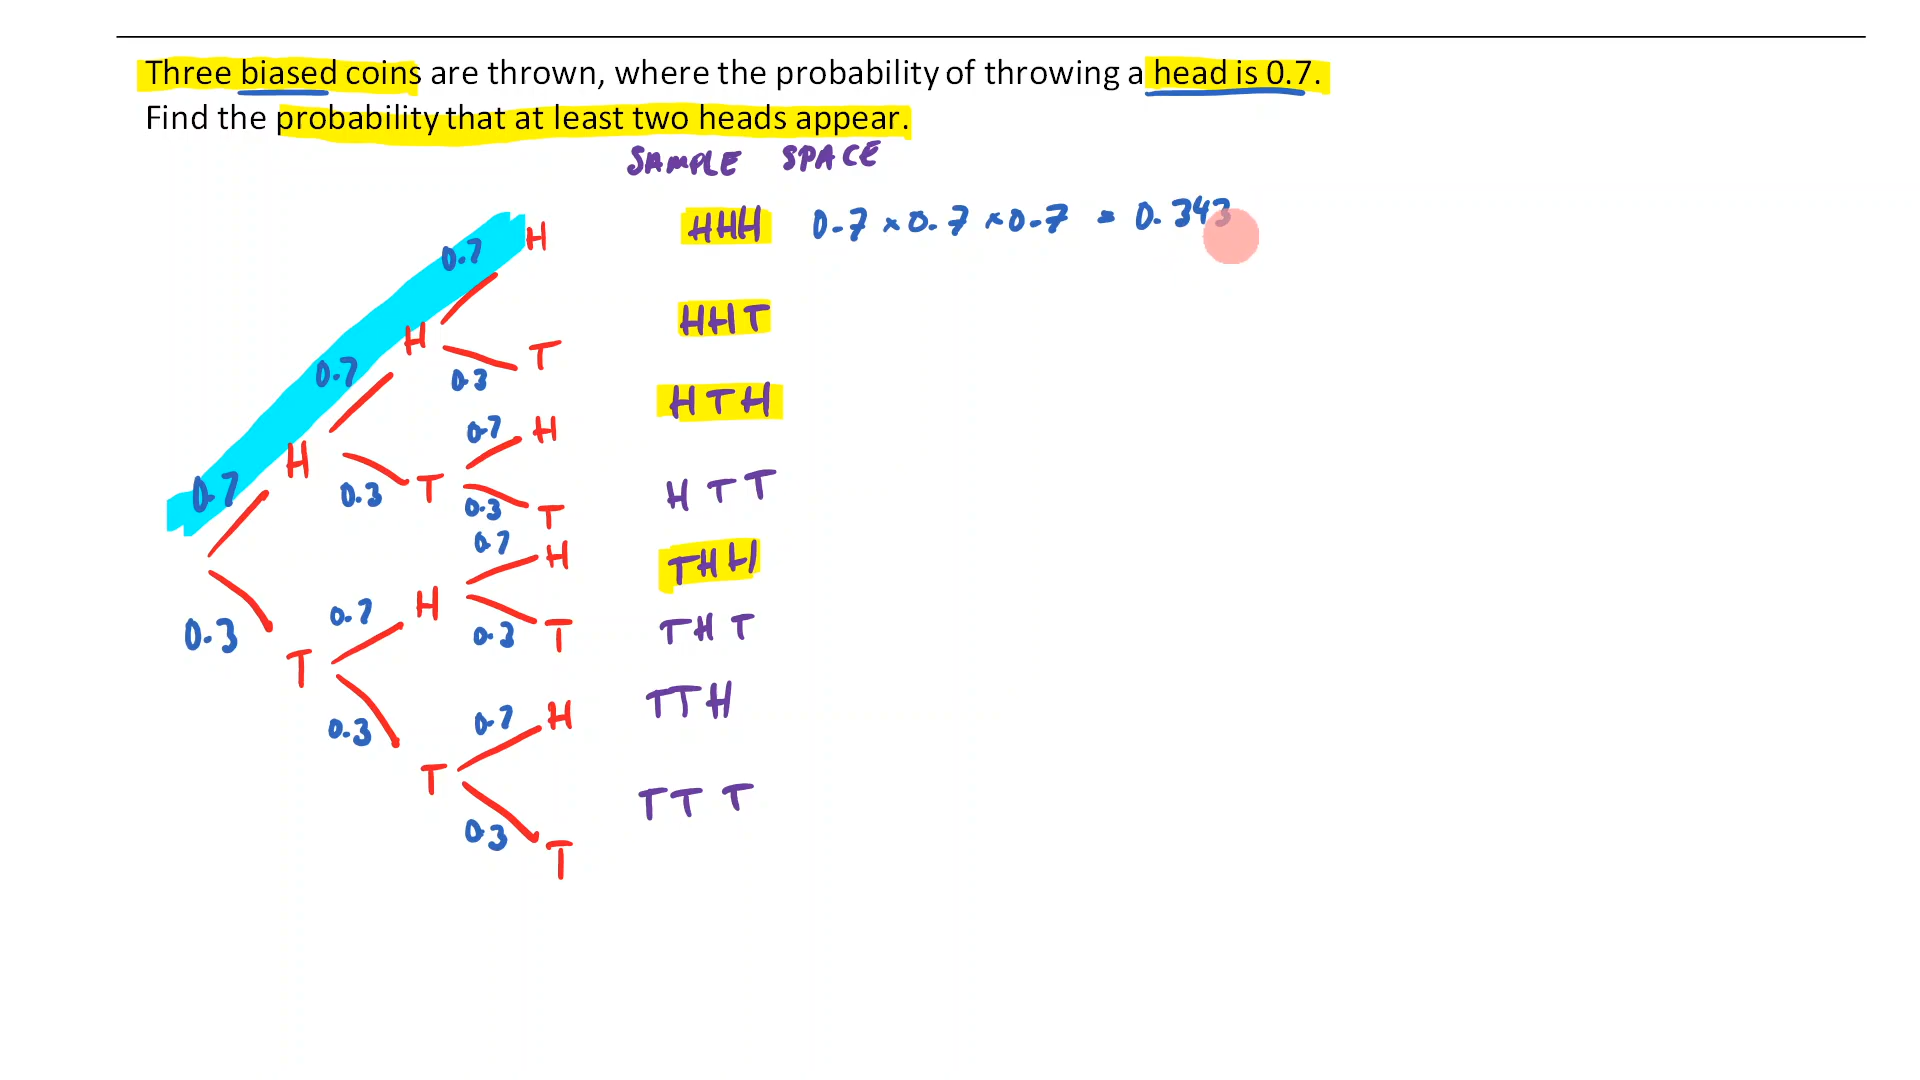 Three biased coins are thrown, where the probability of throwing a head is 0.7.
Find the probability that at least two heads appear.
SAMPLE SPACE
HHH 0.7 × 0.7 × 0.7 = 0.343
0.7 H
HHT
0.7 H T
0.3
HTH
0.7 H
0.7 H 0.3 T HTT
0.3 T
0.7 H THH
0.7 H
0.3 0.3 T THT
T
0.3 0.7 H TTH
T
0.3 TTT
T